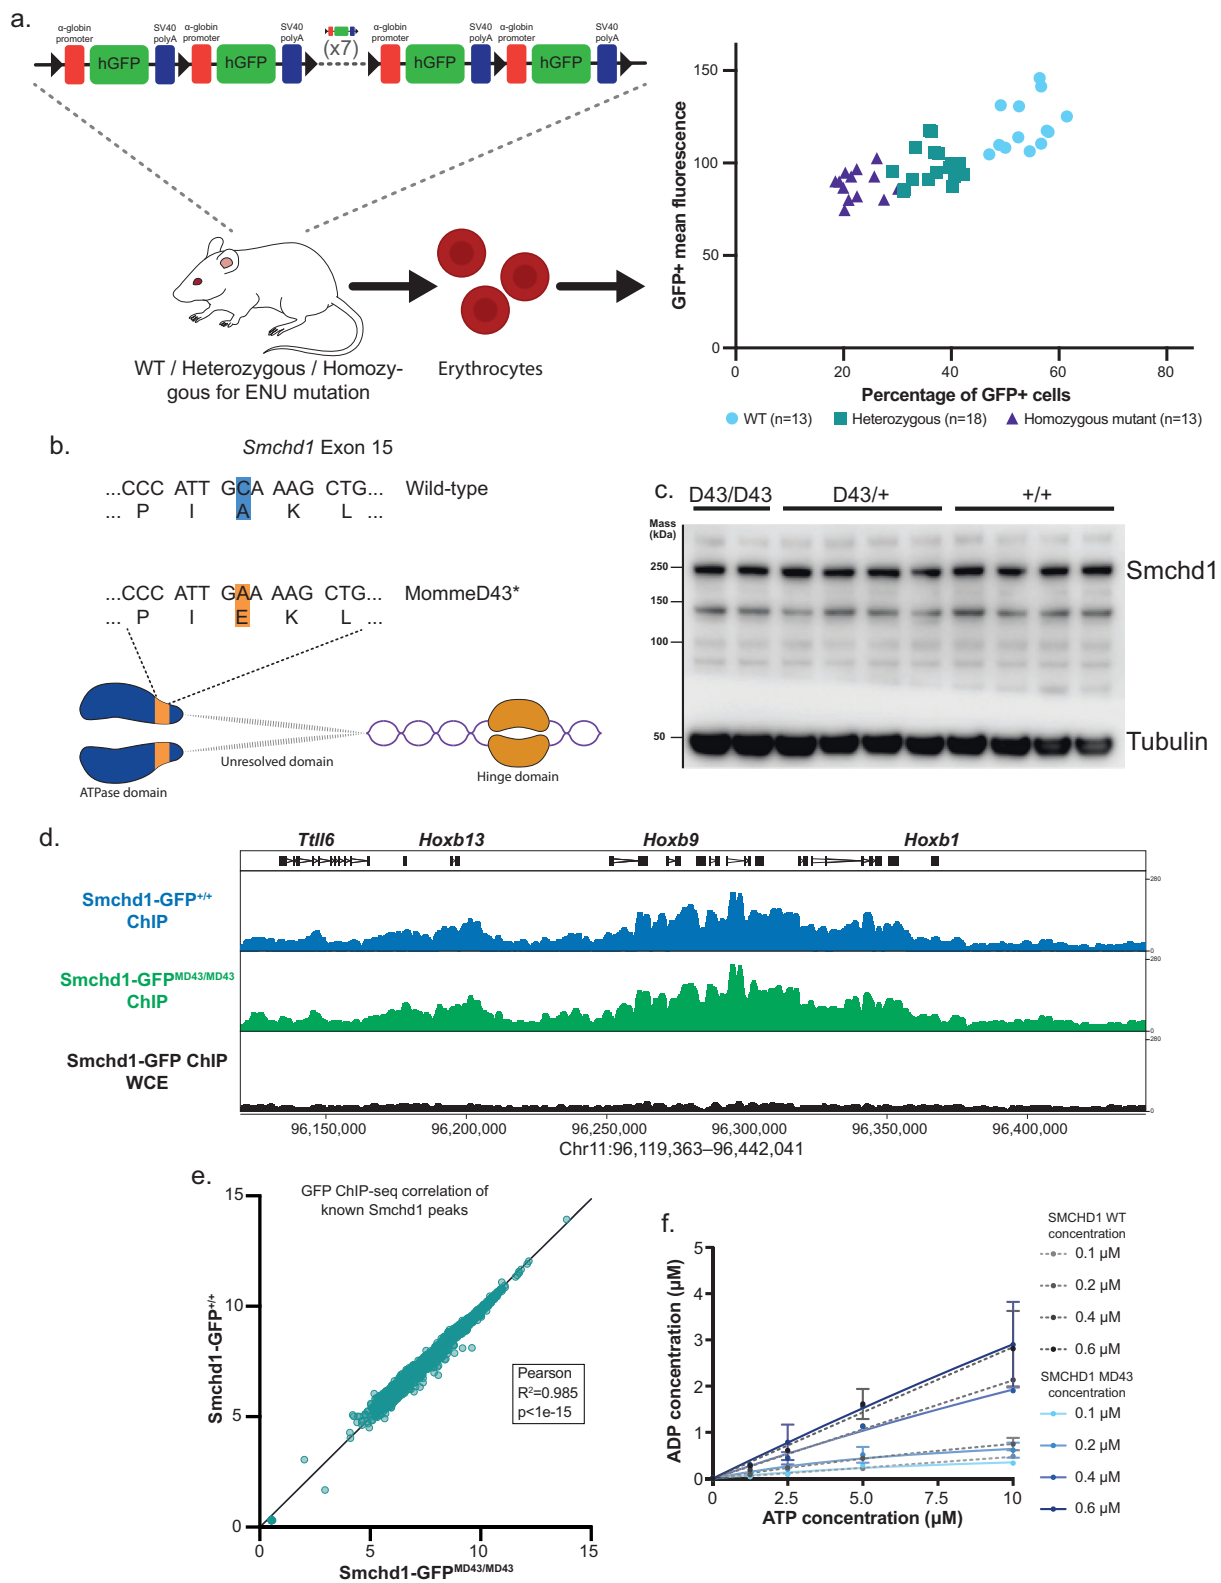 a.
α-globin promoter
SV40 polyA
α-globin promoter
SV40 polyA
α-globin promoter
SV40 polyA
α-globin promoter
SV40 polyA
hGFP
hGFP
(x7)
hGFP
hGFP
WT / Heterozygous / Homozy-
gous for ENU mutation
Erythrocytes
GFP+ mean fluorescence
150
100
50
0
0
20
40
60
80
Percentage of GFP+ cells
WT (n=13)
Heterozygous (n=18)
Homozygous mutant (n=13)
b.
Smchd1 Exon 15
...CCC ATT GCA AAG CTG... Wild-type
... P I A K L ...
...CCC ATT GAA AAG CTG... MommeD43*
... P I E K L ...
Unresolved domain
ATPase domain
Hinge domain
c.
D43/D43
D43/+
+/+
Mass
(kDa)
250
150
100
50
Smchd1
Tubulin
d.
Ttll6
Hoxb13
Hoxb9
Hoxb1
Smchd1-GFP+/+
ChIP
280
0
Smchd1-GFPMD43/MD43
ChIP
280
0
Smchd1-GFP ChIP
WCE
280
0
96,150,000
96,200,000
96,250,000
96,300,000
96,350,000
96,400,000
Chr11:96,119,363–96,442,041
e.
GFP ChIP-seq correlation of
known Smchd1 peaks
Smchd1-GFP+/+
15
10
5
0
0
5
10
15
Pearson
R²=0.985
p<1e-15
Smchd1-GFPMD43/MD43
f.
ADP concentration (µM)
5
4
3
2
1
0
0
2.5
5.0
7.5
10
ATP concentration (µM)
SMCHD1 WT
concentration
0.1 µM
0.2 µM
0.4 µM
0.6 µM
SMCHD1 MD43
concentration
0.1 µM
0.2 µM
0.4 µM
0.6 µM